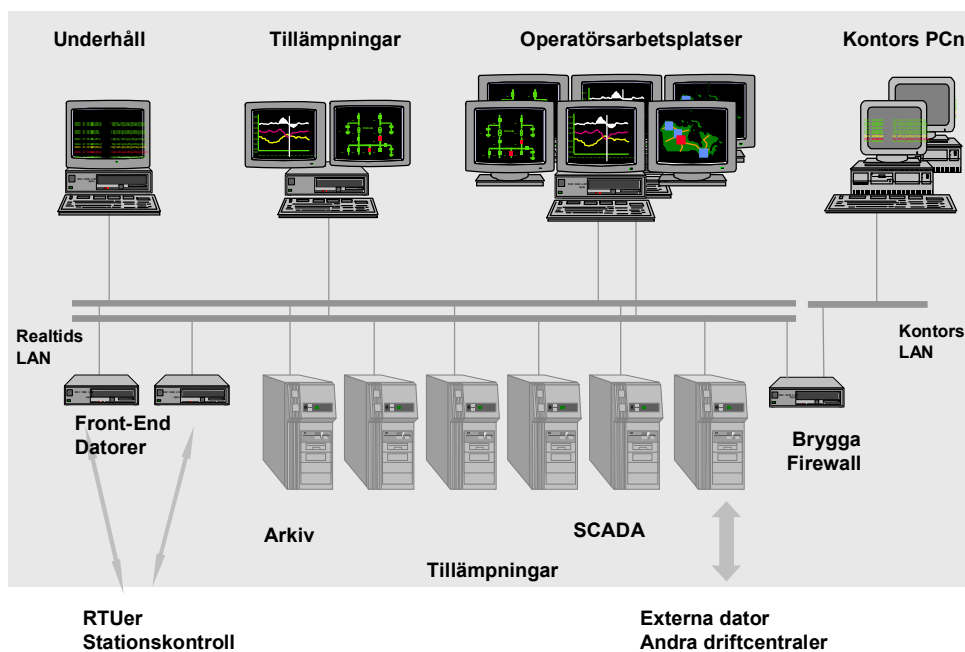 Underhåll
Tillämpningar
Operatörsarbetsplatser
Kontors PCn
Realtids
LAN
Kontors
LAN
Front-End
Datorer
Brygga
Firewall
Arkiv
SCADA
Tillämpningar
RTUer
Stationskontroll
Externa dator
Andra driftcentraler